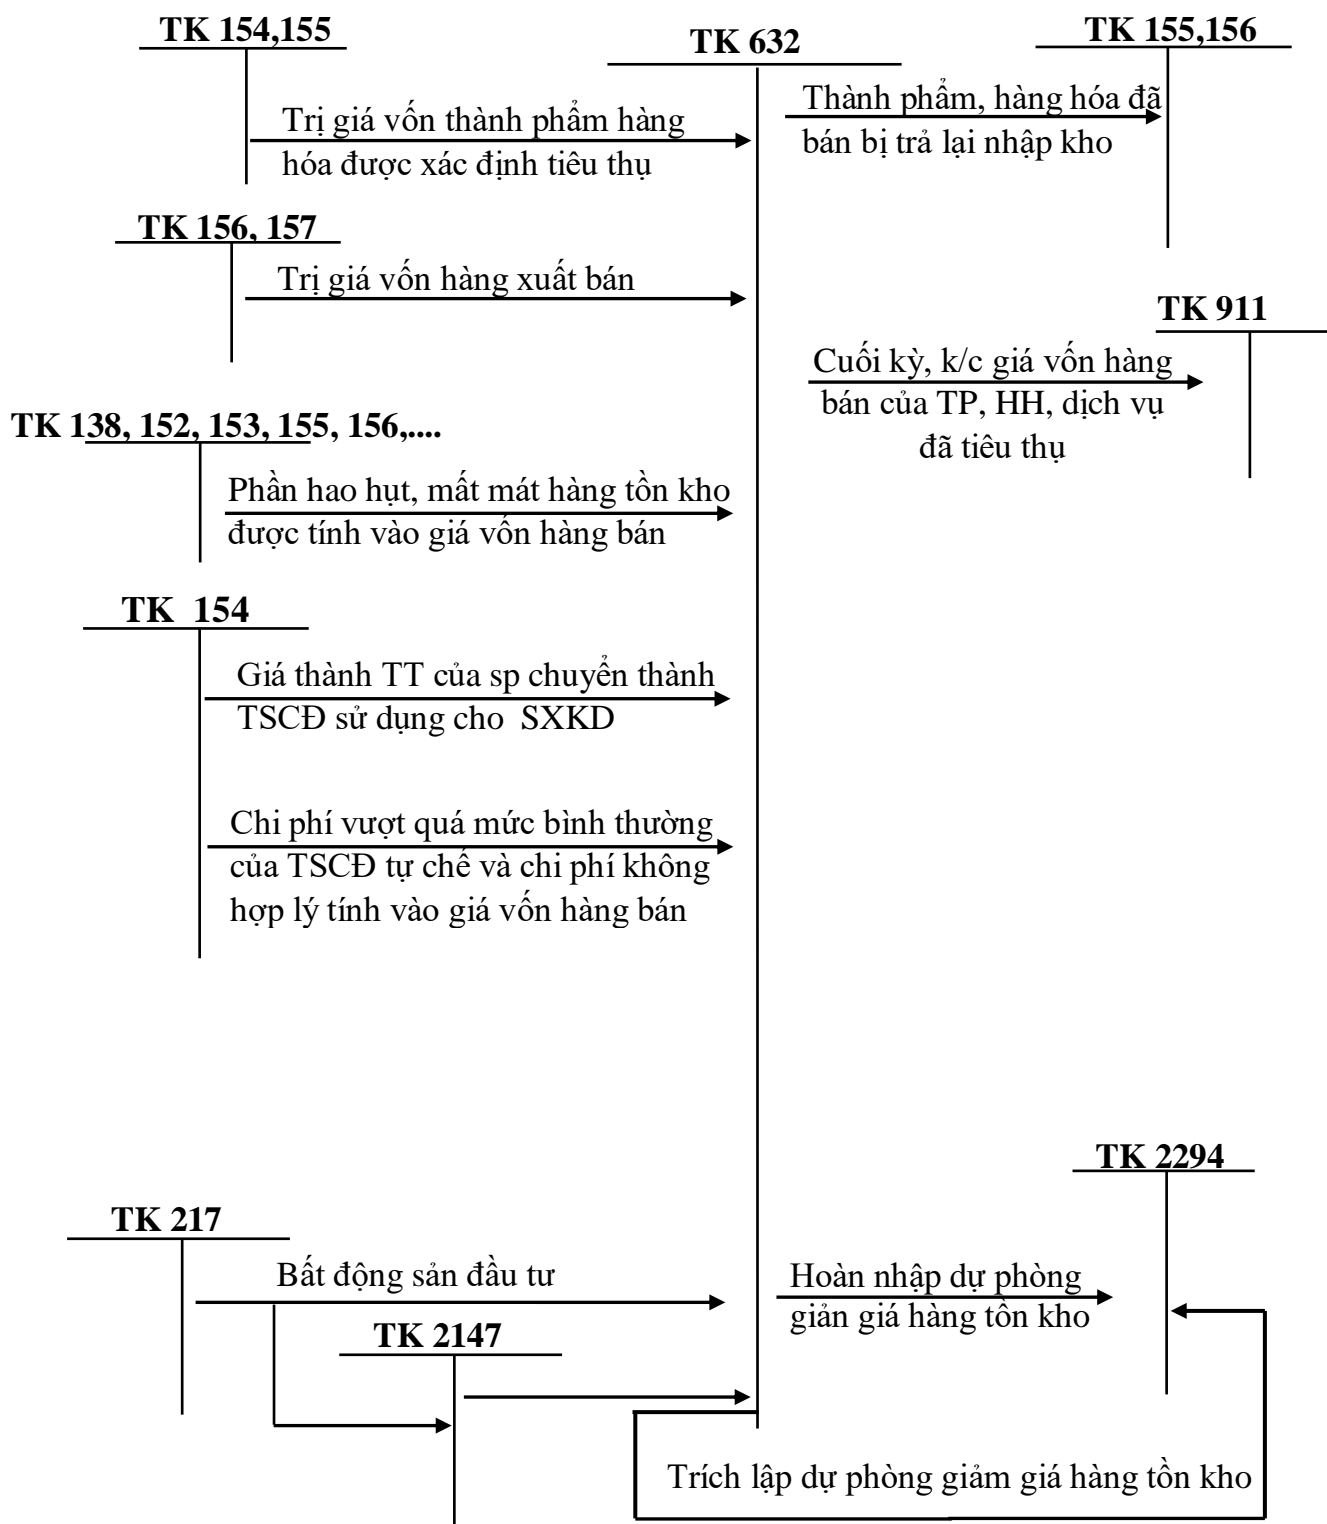 TK 154,155
TK 632
TK 155,156
Trị giá vốn thành phẩm hàng
hóa được xác định tiêu thụ
Thành phẩm, hàng hóa đã
bán bị trả lại nhập kho
TK 156, 157
Trị giá vốn hàng xuất bán
TK 911
Cuối kỳ, k/c giá vốn hàng
bán của TP, HH, dịch vụ
đã tiêu thụ
TK 138, 152, 153, 155, 156,....
Phần hao hụt, mất mát hàng tồn kho
được tính vào giá vốn hàng bán
TK 154
Giá thành TT của sp chuyển thành
TSCĐ sử dụng cho SXKD
Chi phí vượt quá mức bình thường
của TSCĐ tự chế và chi phí không
hợp lý tính vào giá vốn hàng bán
TK 2294
TK 217
Bất động sản đầu tư
Hoàn nhập dự phòng
giản giá hàng tồn kho
TK 2147
Trích lập dự phòng giảm giá hàng tồn kho